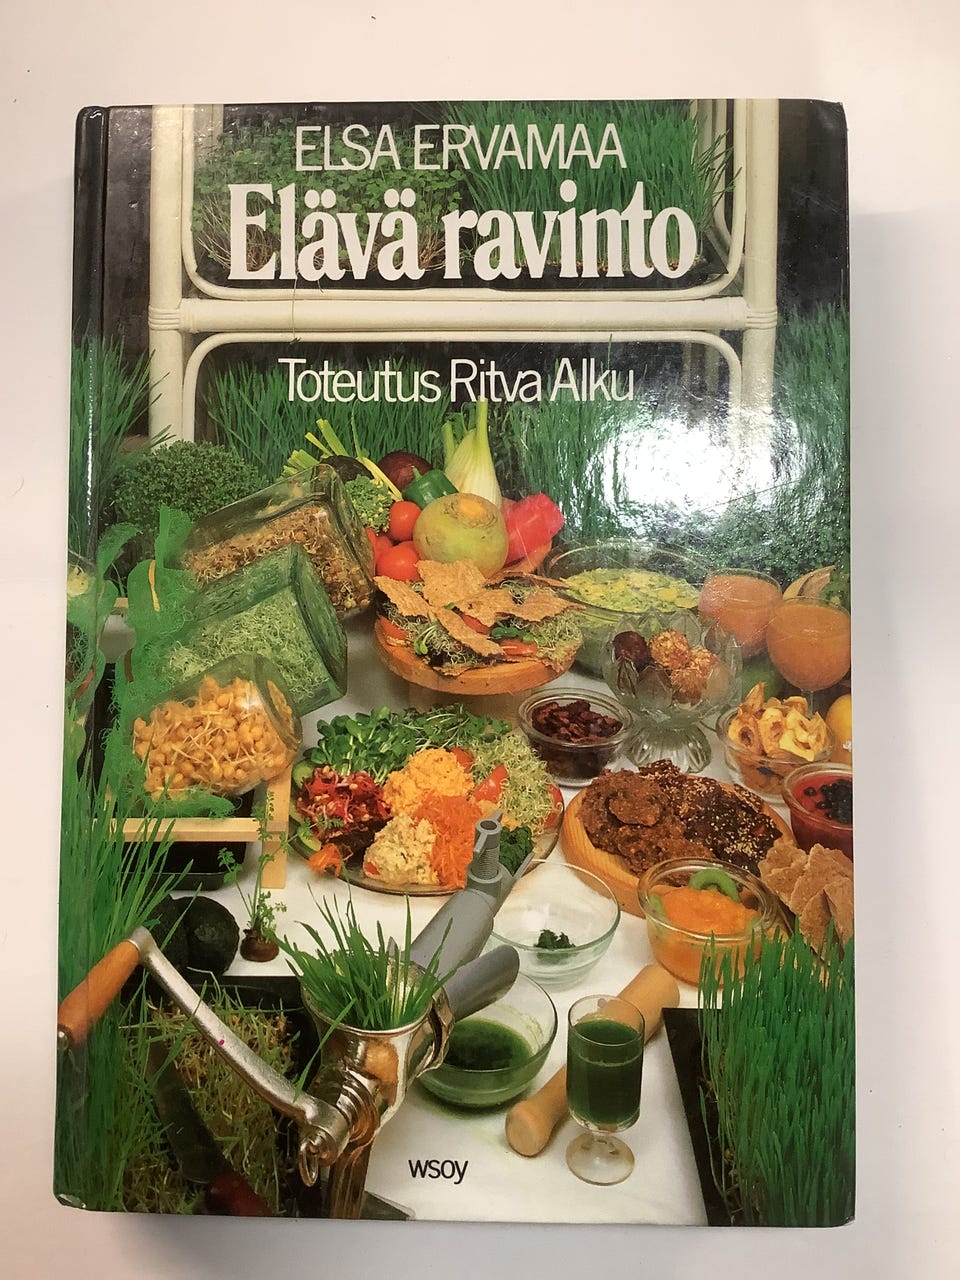 ELSA ERVAMAA
Elävä ravinto
Toteutus Ritva Alku
wsoy